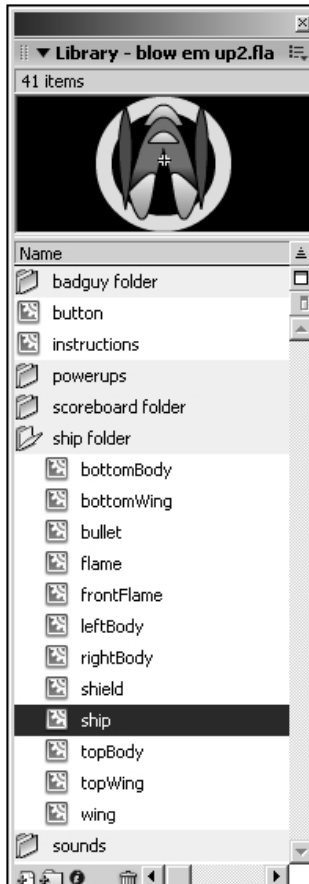 Library - blow em up2.fla
41 items
Name
badguy folder
button
instructions
powerups
scoreboard folder
ship folder
bottomBody
bottomWing
bullet
flame
frontFlame
leftBody
rightBody
shield
ship
topBody
topWing
wing
sounds